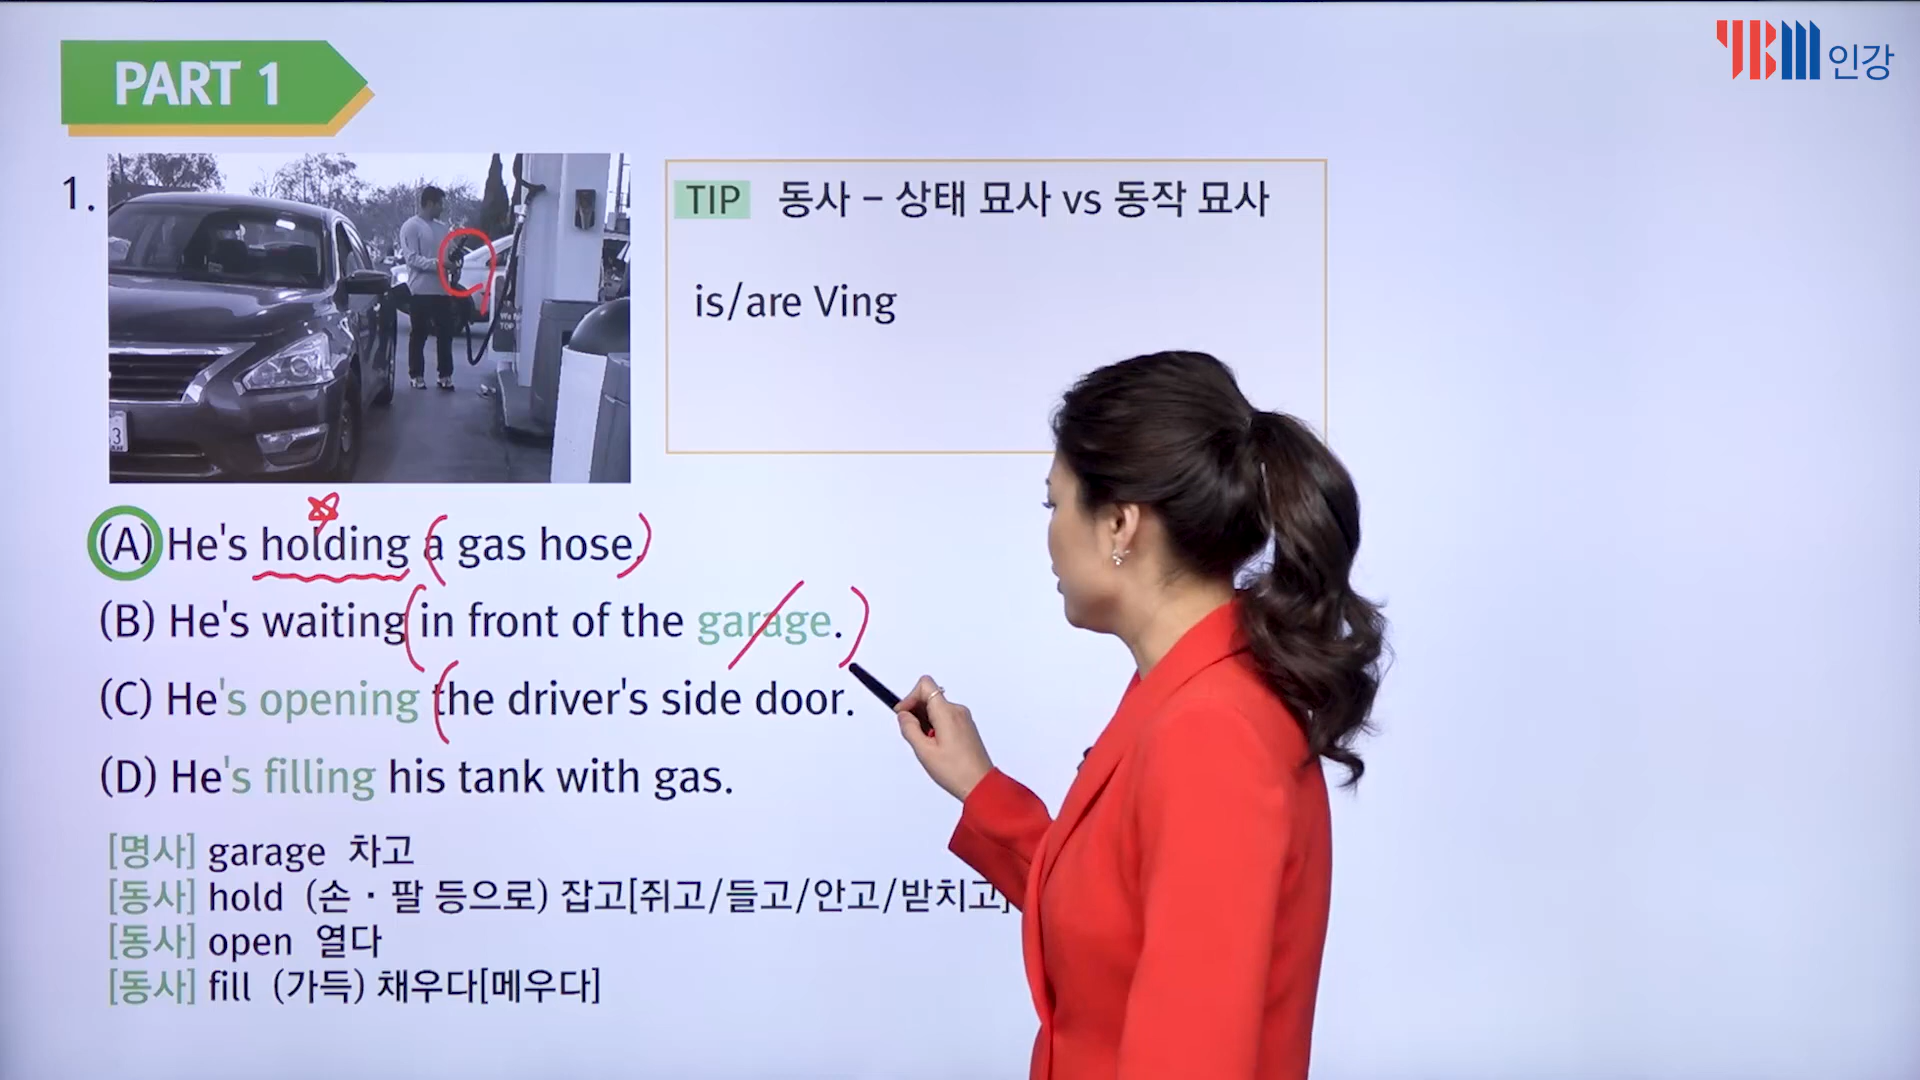 PART 1
YBM인강
1.
TIP 동사 – 상태 묘사 vs 동작 묘사
is/are Ving
(A) He's holding a gas hose.
(B) He's waiting in front of the garage.
(C) He's opening the driver's side door.
(D) He's filling his tank with gas.
[명사] garage 차고
[동사] hold (손・팔 등으로) 잡고[쥐고/들고/안고/받치고]
[동사] open 열다
[동사] fill (가득) 채우다[메우다]